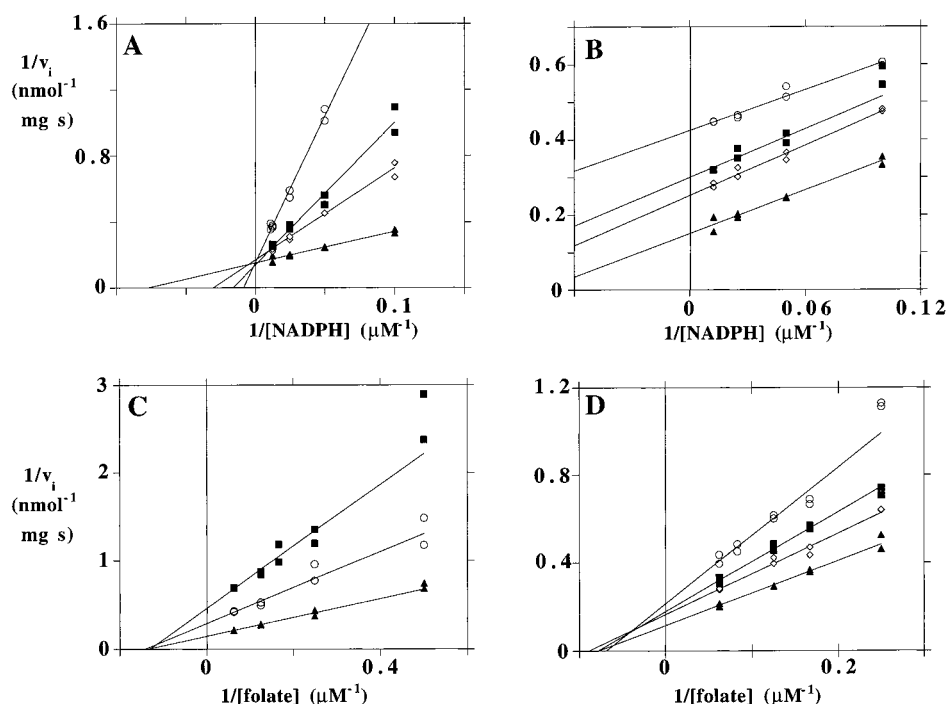 1.6
A
1/vᵢ
(nmol⁻¹
mg s)
0.8
0
0
0.1
1/[NADPH] (μM⁻¹)
B
0.6
0.4
0.2
0
0
0.06
0.12
1/[NADPH] (μM⁻¹)
3
C
2
1/vᵢ
(nmol⁻¹
mg s)
1
0
0
0.4
1/[folate] (μM⁻¹)
1.2
D
0.8
0.4
0
0
0.2
1/[folate] (μM⁻¹)